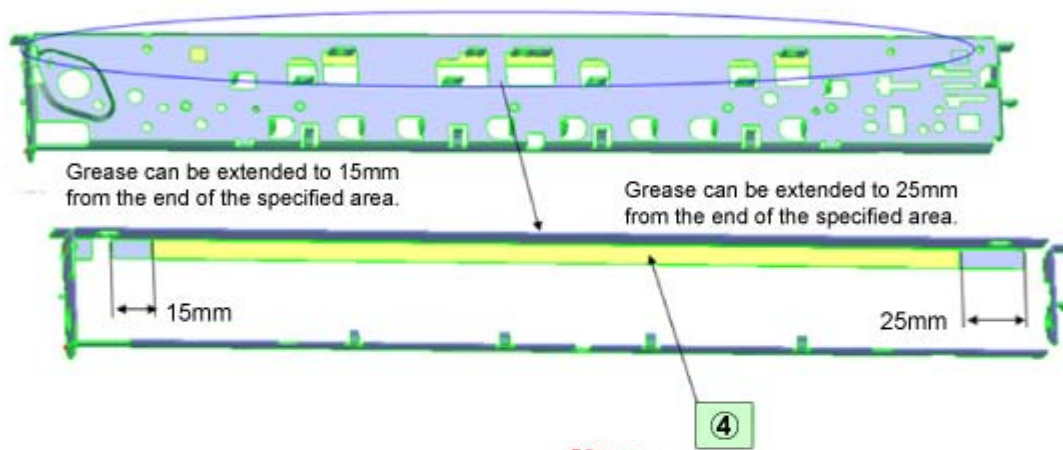 Grease can be extended to 15mm
from the end of the specified area.
Grease can be extended to 25mm
from the end of the specified area.
15mm
25mm
④